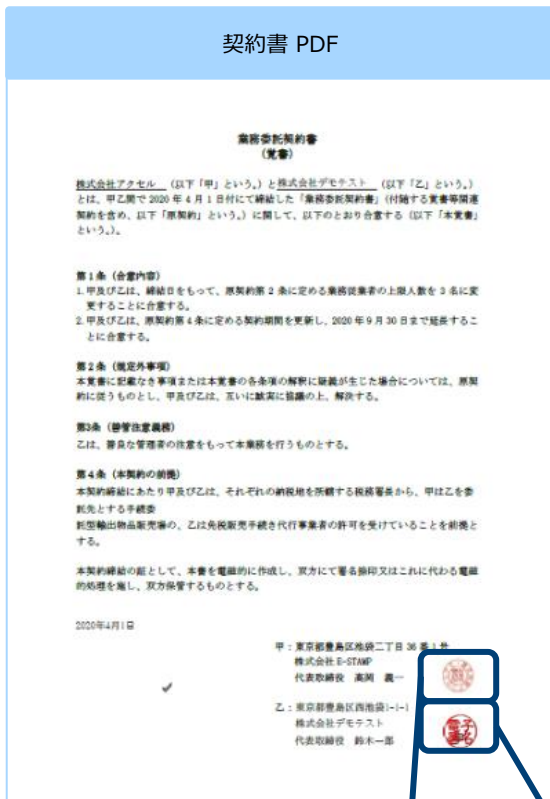 契約書 PDF
業務委託契約書
(覚書)
株式会社アクセル (以下「甲」という。)と株式会社デモテスト (以下「乙」という。)
とは、甲乙間で 2020 年 4 月 1 日付にて締結した「業務委託契約書」(付随する覚書等関連
契約を含め、以下「原契約」という。)に関して、以下のとおり合意する(以下「本覚書」
という。)。
第1条(合意内容)
1.甲及び乙は、締結日をもって、原契約第 2 条に定める業務従業者の上限人数を 3 名に変
更することに合意する。
2.甲及び乙は、原契約第 4 条に定める契約期間を更新し、2020 年 9 月 30 日まで延長するこ
とに合意する。
第2条(規定外事項)
本覚書に記載なき事項または本覚書の各条項の解釈に疑義が生じた場合については、原契
約に従うものとし、甲及び乙は、互いに誠実に協議の上、解決する。
第3条(善管注意義務)
乙は、善良な管理者の注意をもって本業務を行うものとする。
第4条(本契約の前提)
本契約締結にあたり甲及び乙は、それぞれの納税地を所轄する税務署長から、甲は乙を委
託先とする手続委
託型輸出物品販売場の、乙は免税販売手続き代行事業者の許可を受けていることを前提と
する。
本契約締結の証として、本書を電磁的に作成し、双方にて署名捺印又はこれに代わる電磁
的処理を施し、双方保管するものとする。
2020年4月1日
甲:東京都豊島区池袋二丁目 36 番 1 号
株式会社 E-STAMP
代表取締役 高岡 義一
乙:東京都豊島区西池袋1-1-1
株式会社デモテスト
代表取締役 鈴木一郎
電子署名